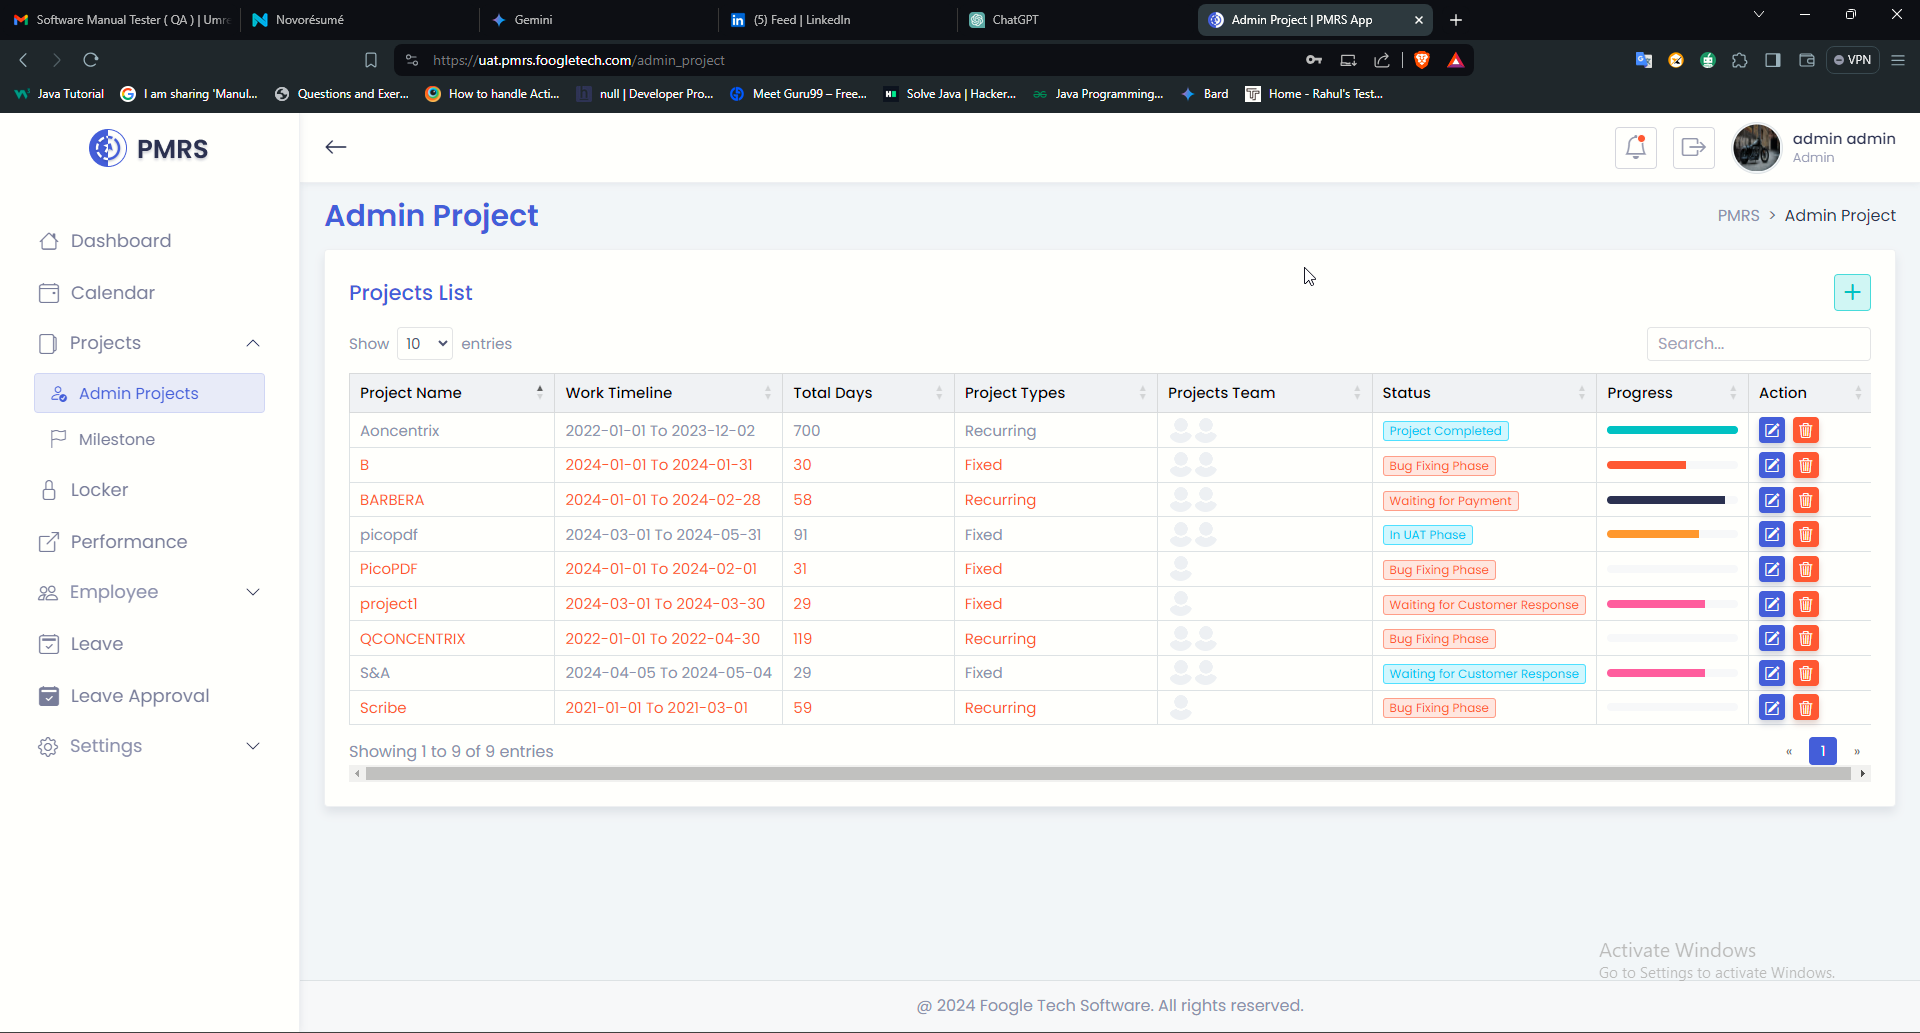 Software Manual Tester ( QA ) | Umre
Novorésumé
Gemini
(5) Feed | LinkedIn
ChatGPT
Admin Project | PMRS App
https://uat.pmrs.foogletech.com/admin_project
VPN
Java Tutorial
I am sharing 'Manul...
Questions and Exer...
How to handle Acti...
null | Developer Pro...
Meet Guru99 – Free...
Solve Java | Hacker...
Java Programming...
Bard
Home - Rahul's Test...
PMRS
admin admin
Admin
Dashboard
Calendar
Projects
Admin Projects
Milestone
Locker
Performance
Employee
Leave
Leave Approval
Settings
Admin Project
PMRS > Admin Project
Projects List
Show 10 entries
Search...
Project Name Work Timeline Total Days Project Types Projects Team Status Progress Action
Aoncentrix 2022-01-01 To 2023-12-02 700 Recurring Project Completed
B 2024-01-01 To 2024-01-31 30 Fixed Bug Fixing Phase
BARBERA 2024-01-01 To 2024-02-28 58 Recurring Waiting for Payment
picopdf 2024-03-01 To 2024-05-31 91 Fixed In UAT Phase
PicoPDF 2024-01-01 To 2024-02-01 31 Fixed Bug Fixing Phase
project1 2024-03-01 To 2024-03-30 29 Fixed Waiting for Customer Response
QCONCENTRIX 2022-01-01 To 2022-04-30 119 Recurring Bug Fixing Phase
S&A 2024-04-05 To 2024-05-04 29 Fixed Waiting for Customer Response
Scribe 2021-01-01 To 2021-03-01 59 Recurring Bug Fixing Phase
Showing 1 to 9 of 9 entries
« 1 »
Activate Windows
Go to Settings to activate Windows.
@ 2024 Foogle Tech Software. All rights reserved.